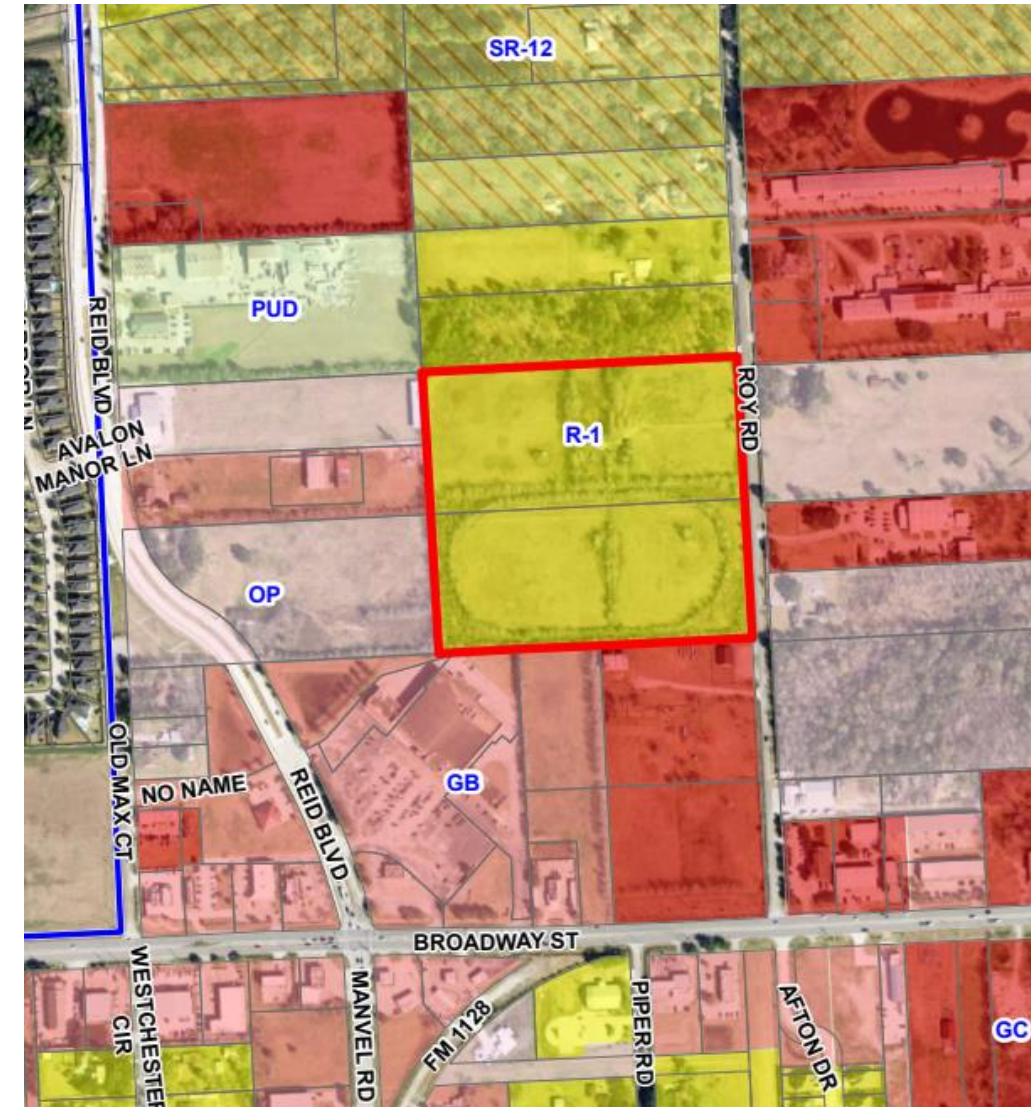 SR-12
PUD
REID BLVD
ROY RD
R-1
AVALON
MANOR LN
OP
OLD MAX CT
NO NAME
REID BLVD
GB
BROADWAY ST
WESTCHESTER
CIR
MANVEL RD
FM 1128
PIPER RD
AFTON DR
GC